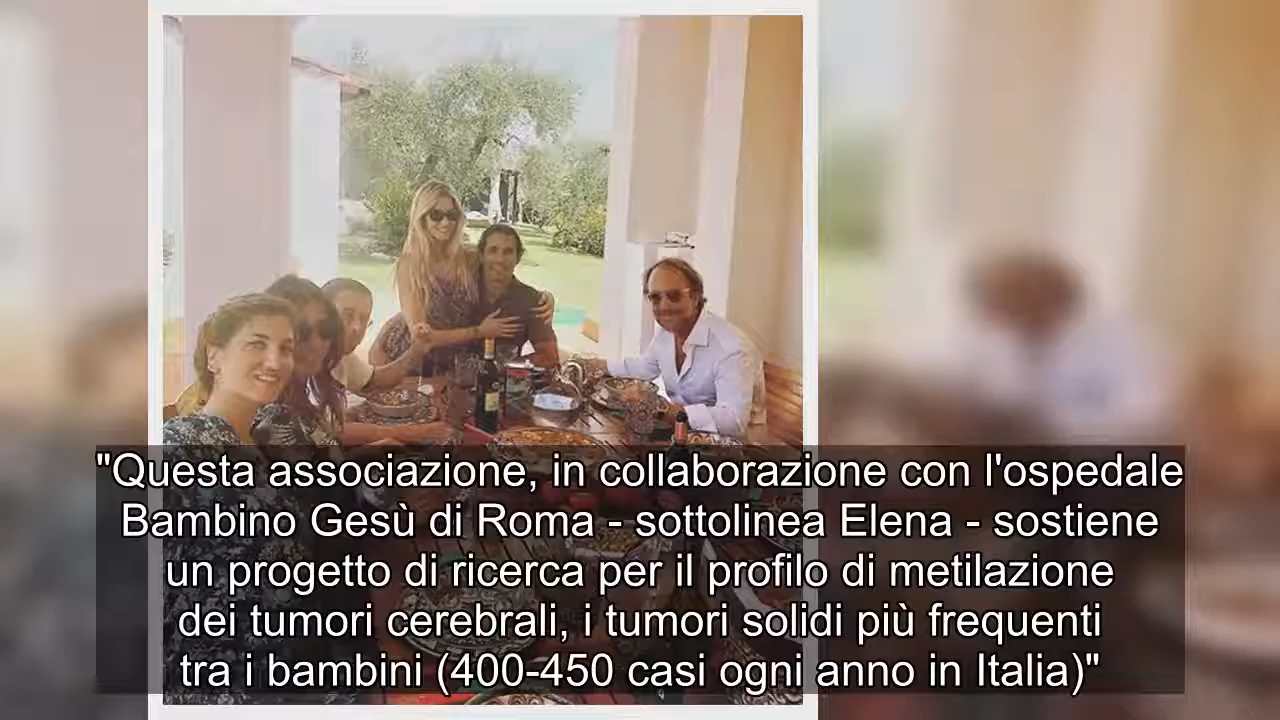 "Questa associazione, in collaborazione con l'ospedale
Bambino Gesù di Roma - sottolinea Elena - sostiene
un progetto di ricerca per il profilo di metilazione
dei tumori cerebrali, i tumori solidi più frequenti
tra i bambini (400-450 casi ogni anno in Italia)"